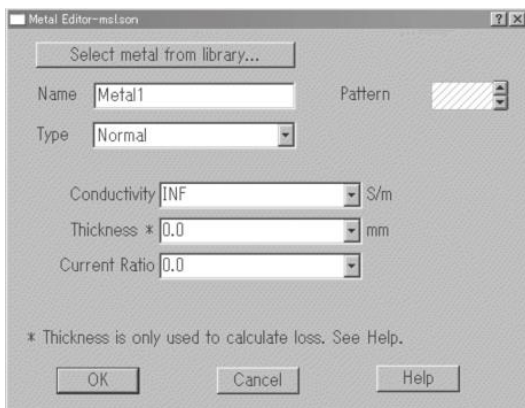 Metal Editor-msl.son
Select metal from library...
Name Metal1 Pattern
Type Normal
Conductivity INF S/m
Thickness * 0.0 mm
Current Ratio 0.0
* Thickness is only used to calculate loss. See Help.
OK Cancel Help